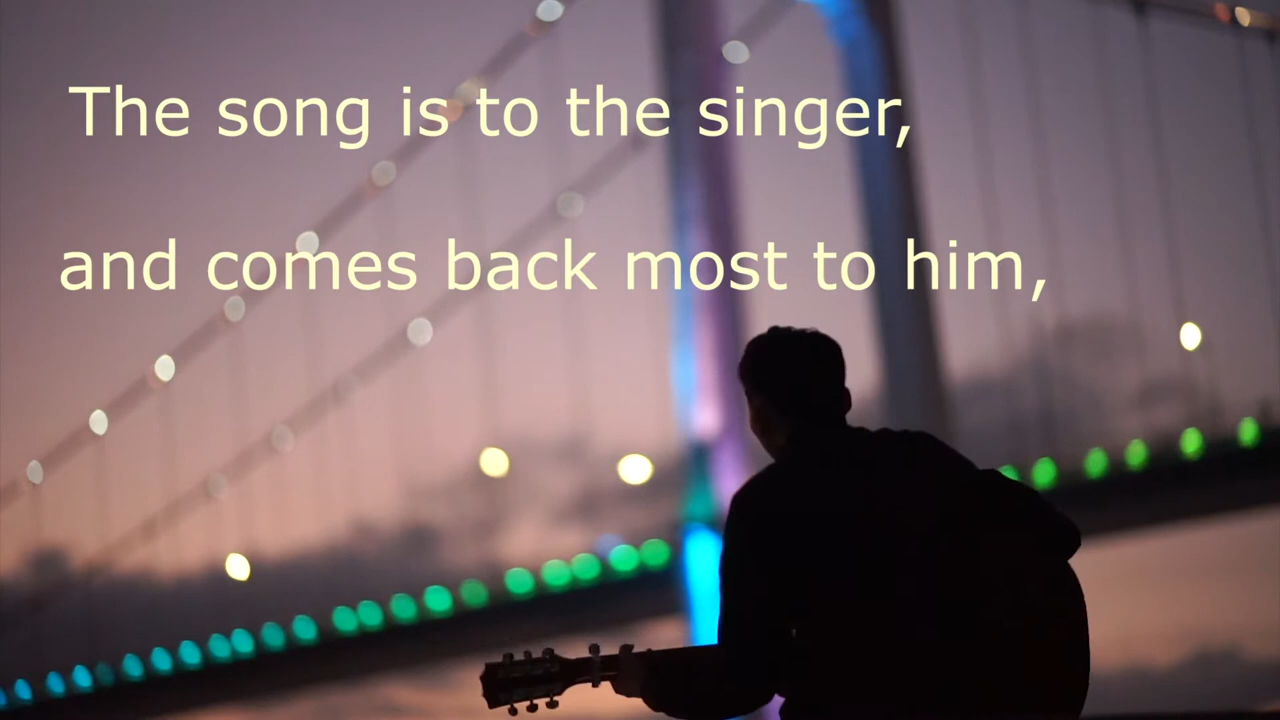 The song is to the singer,
and comes back most to him,